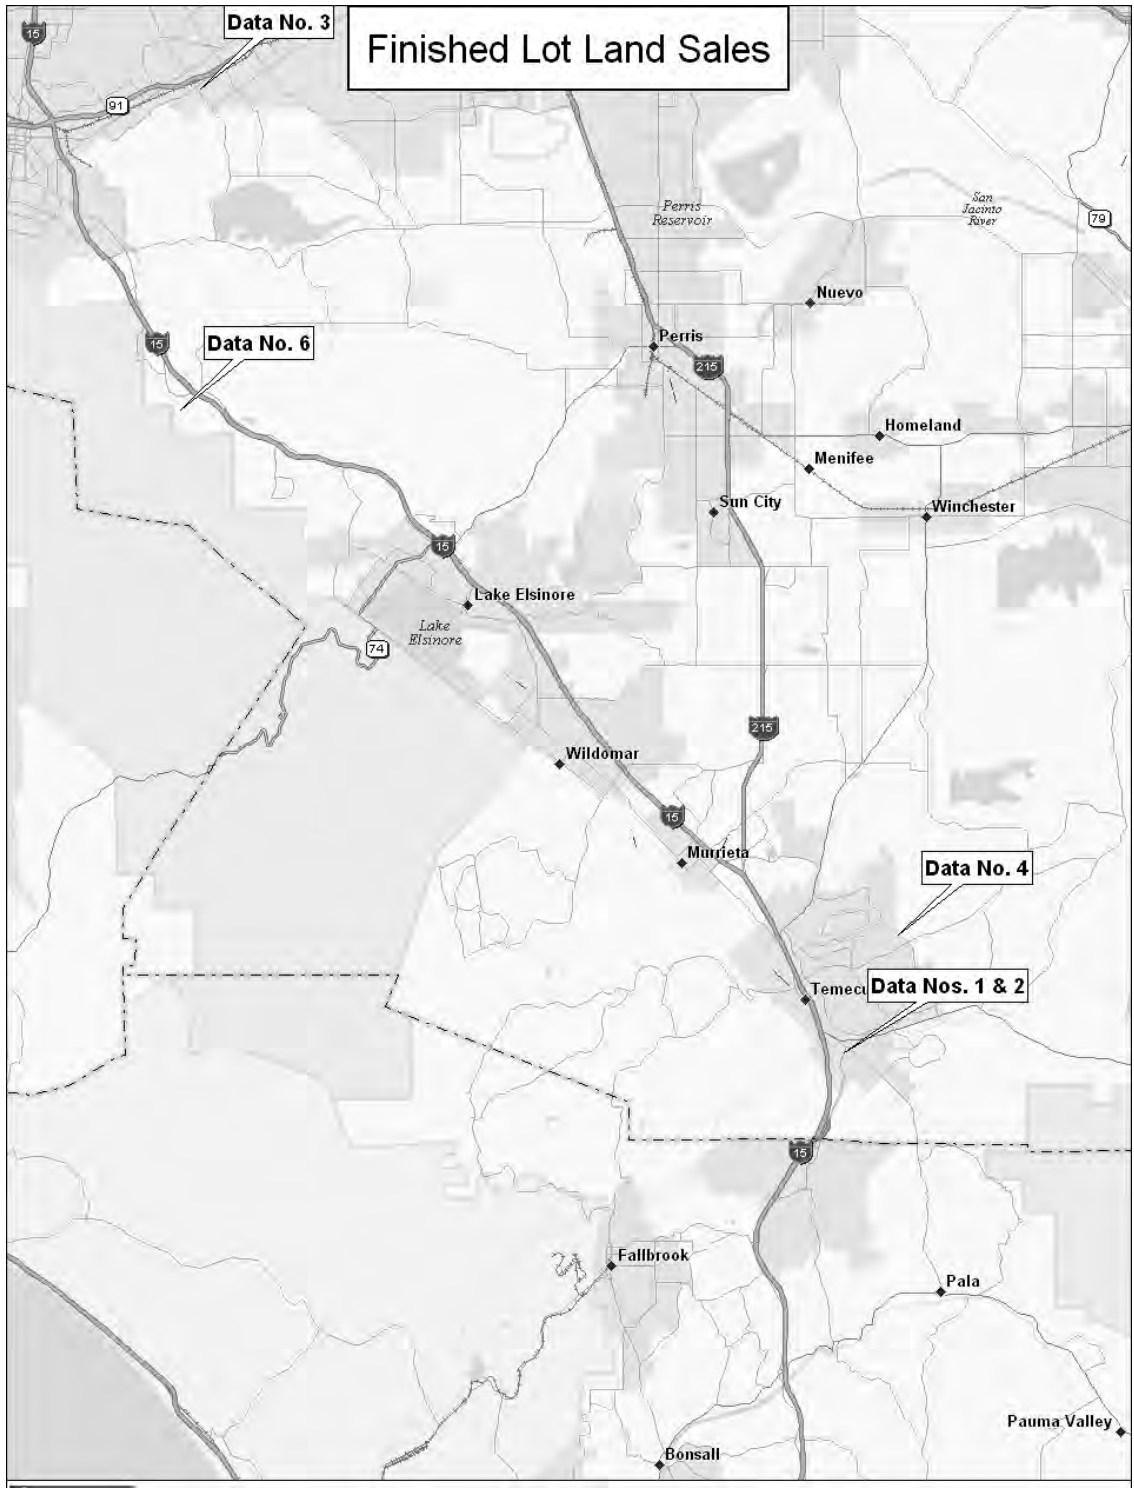 15
Data No. 3
Finished Lot Land Sales
91
Perris
Reservoir
San
Jacinto
River
79
Nuevo
15
Data No. 6
Perris
215
Homeland
Menifee
Sun City
Winchester
15
Lake Elsinore
Lake
Elsinore
74
215
Wildomar
15
Murrieta
Data No. 4
Temecu
Data Nos. 1 & 2
15
Fallbrook
Pala
Pauma Valley
Bonsall